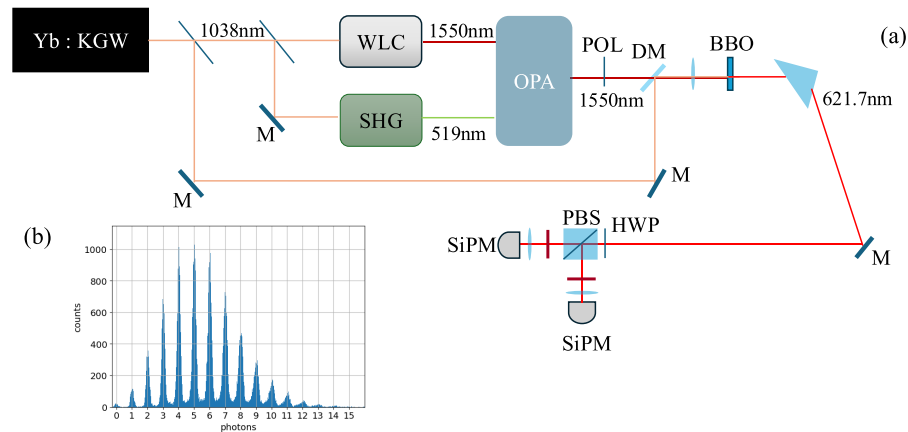 Yb : KGW
1038nm
WLC
1550nm
OPA
POL
DM
BBO
(a)
1550nm
621.7nm
M
SHG
519nm
M
M
M
PBS
HWP
SiPM
SiPM
(b)
counts
1000
800
600
400
200
0
0 1 2 3 4 5 6 7 8 9 10 11 12 13 14 15
photons